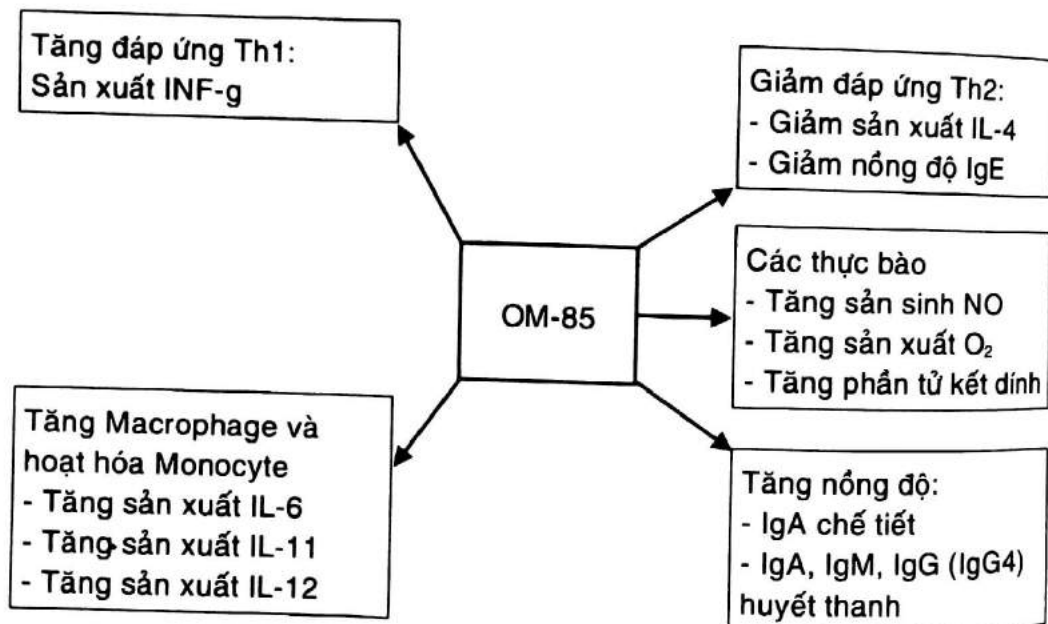 Tăng đáp ứng Th1:
Sản xuất INF-g
Giảm đáp ứng Th2:
- Giảm sản xuất IL-4
- Giảm nồng độ IgE
OM-85
Các thực bào
- Tăng sản sinh NO
- Tăng sản xuất O₂
- Tăng phần tử kết dính
Tăng Macrophage và
hoạt hóa Monocyte
- Tăng sản xuất IL-6
- Tăng sản xuất IL-11
- Tăng sản xuất IL-12
Tăng nồng độ:
- IgA chế tiết
- IgA, IgM, IgG (IgG4)
huyết thanh